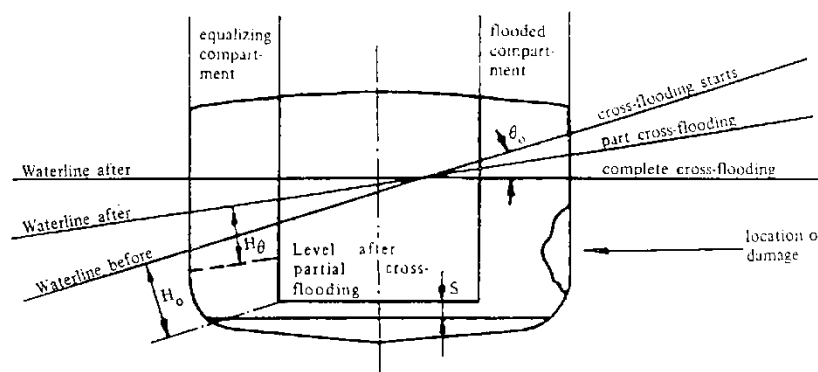 equalizing
compart-
ment
flooded
compart-
ment
cross-flooding starts
θo
part cross-flooding
Waterline after
complete cross-flooding
Waterline after
Hθ
Waterline before
Level after
partial cross-
flooding
S
location o
damage
Ho